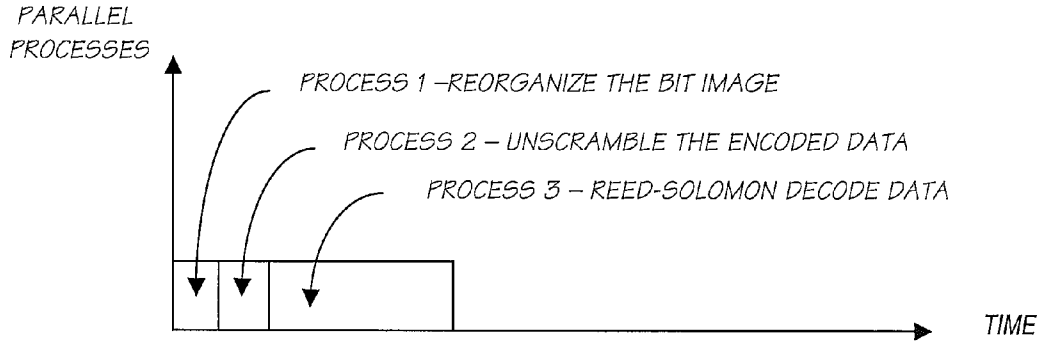 PARALLEL
PROCESSES
PROCESS 1 –REORGANIZE THE BIT IMAGE
PROCESS 2 – UNSCRAMBLE THE ENCODED DATA
PROCESS 3 – REED-SOLOMON DECODE DATA
TIME